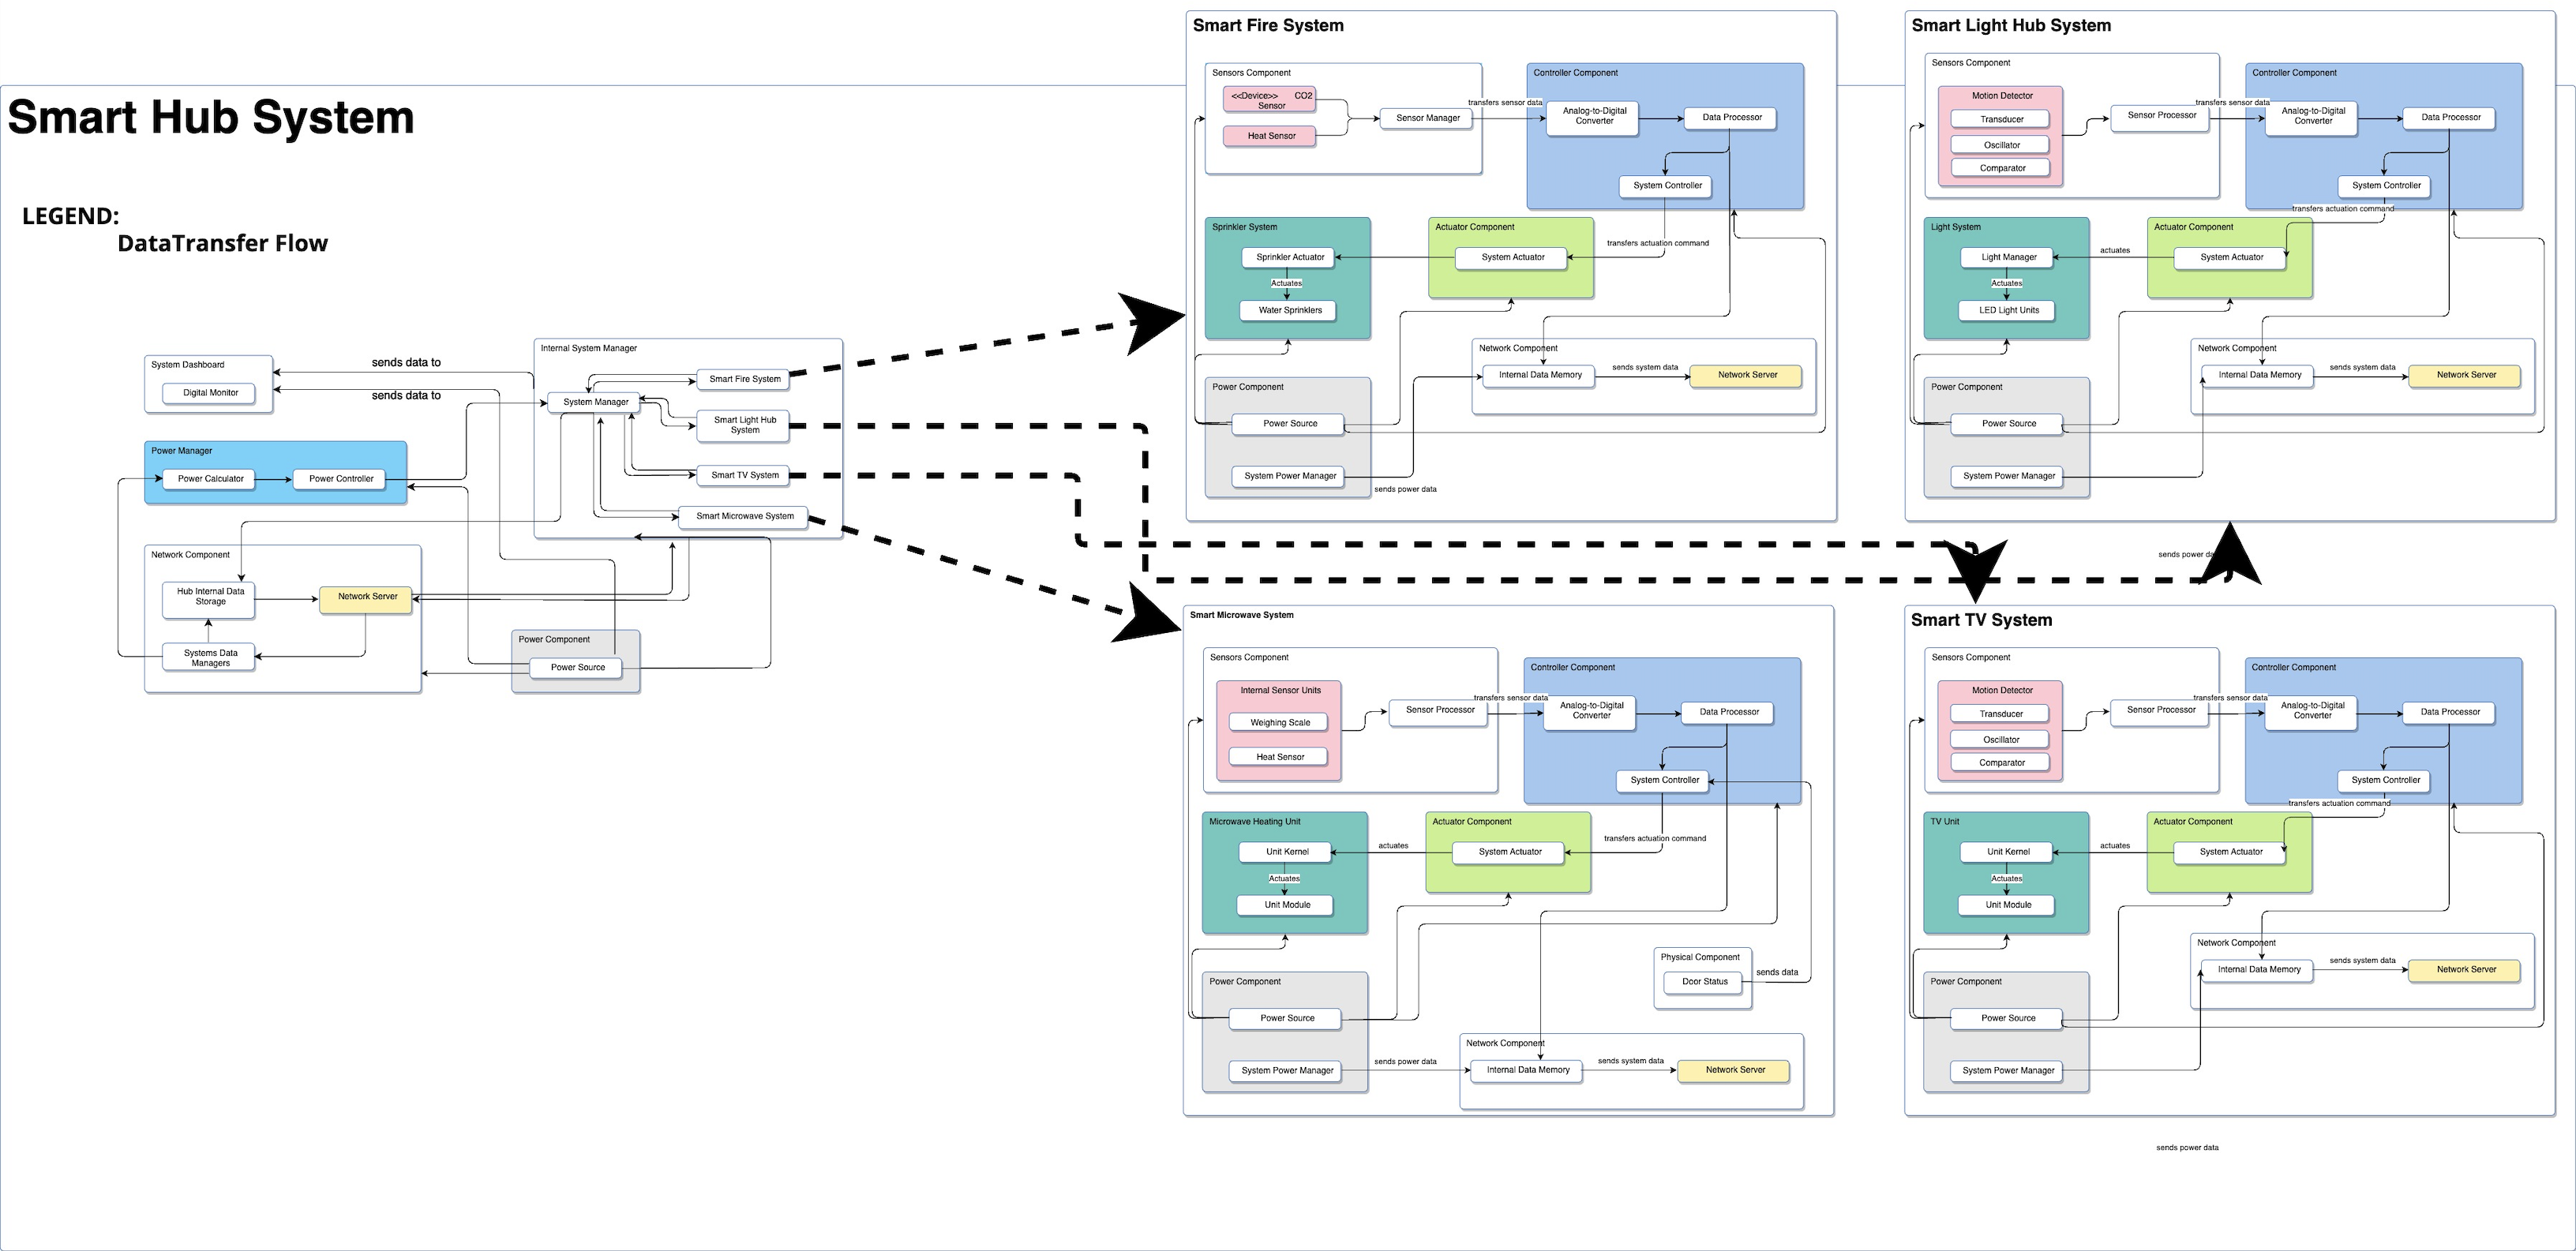 Smart Hub System
LEGEND:
DataTransfer Flow
System Dashboard
Digital Monitor
sends data to
sends data to
Internal System Manager
System Manager
Smart Fire System
Smart Light Hub
System
Smart TV System
Smart Microwave System
Power Manager
Power Calculator
Power Controller
Network Component
Hub Internal Data
Storage
Network Server
Systems Data
Managers
Power Component
Power Source
Smart Fire System
Sensors Component
<<Device>> CO2
Sensor
Heat Sensor
Sensor Manager
transfers sensor data
Controller Component
Analog-to-Digital
Converter
Data Processor
System Controller
Sprinkler System
Sprinkler Actuator
Actuates
Water Sprinklers
Actuator Component
System Actuator
transfers actuation command
Network Component
Internal Data Memory
sends system data
Network Server
Power Component
Power Source
System Power Manager
sends power data
Smart Light Hub System
Sensors Component
Motion Detector
Transducer
Oscillator
Comparator
Sensor Processor
transfers sensor data
Controller Component
Analog-to-Digital
Converter
Data Processor
System Controller
transfers actuation command
Light System
Light Manager
Actuates
LED Light Units
actuates
Actuator Component
System Actuator
Network Component
Internal Data Memory
sends system data
Network Server
Power Component
Power Source
System Power Manager
sends power
Smart Microwave System
Sensors Component
Internal Sensor Units
Weighing Scale
Heat Sensor
Sensor Processor
transfers sensor data
Controller Component
Analog-to-Digital
Converter
Data Processor
System Controller
Microwave Heating Unit
Unit Kernel
Actuates
Unit Module
actuates
Actuator Component
System Actuator
transfers actuation command
Physical Component
Door Status
sends data
Power Component
Power Source
System Power Manager
sends power data
Network Component
Internal Data Memory
sends system data
Network Server
Smart TV System
Sensors Component
Motion Detector
Transducer
Oscillator
Comparator
Sensor Processor
transfers sensor data
Controller Component
Analog-to-Digital
Converter
Data Processor
System Controller
transfers actuation command
TV Unit
Unit Kernel
Actuates
Unit Module
actuates
Actuator Component
System Actuator
Network Component
Internal Data Memory
sends system data
Network Server
Power Component
Power Source
System Power Manager
sends power data